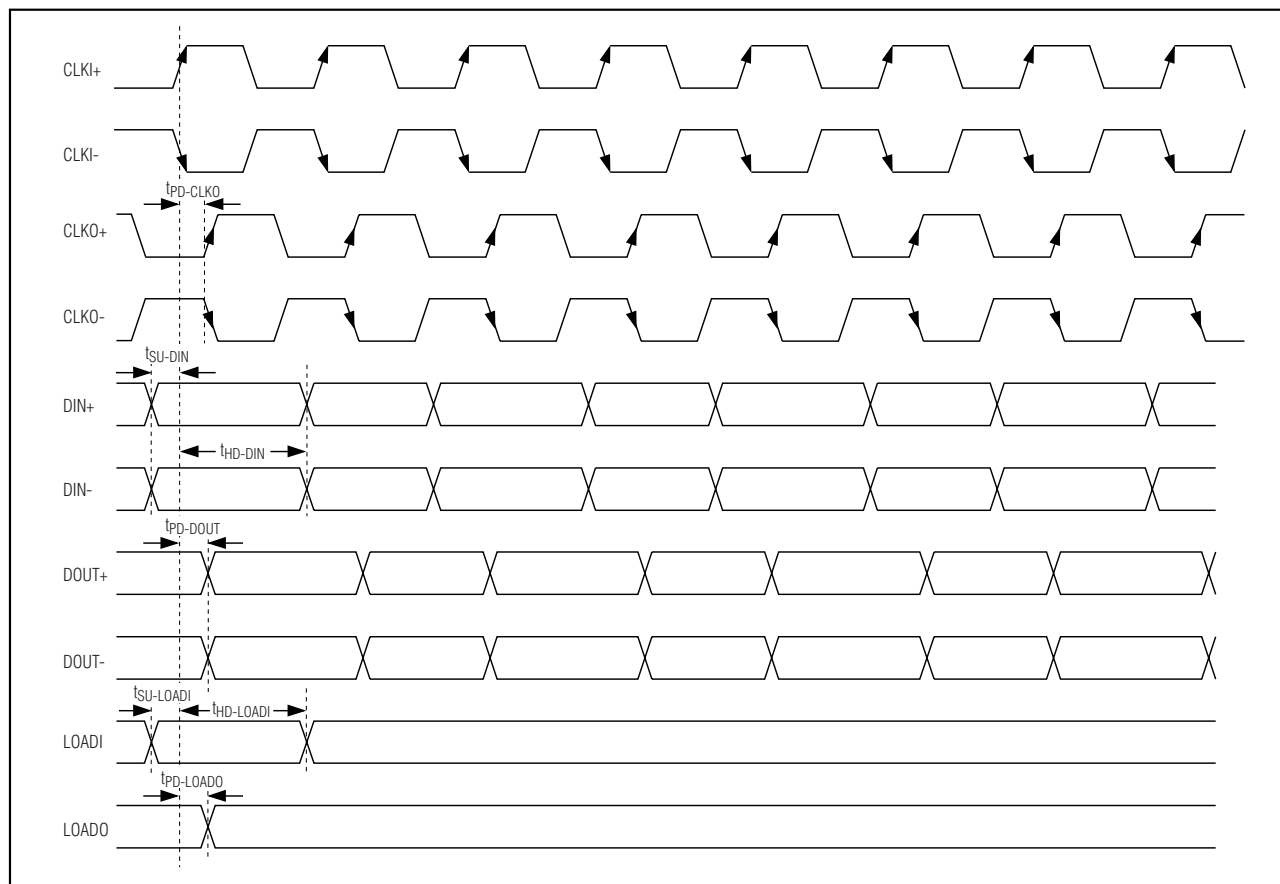 CLKI+
CLKI-
tPD-CLKO
CLKO+
CLKO-
tSU-DIN
DIN+
tHD-DIN
DIN-
tPD-DOUT
DOUT+
DOUT-
tSU-LOADI
tHD-LOADI
LOADI
tPD-LOADO
LOADO